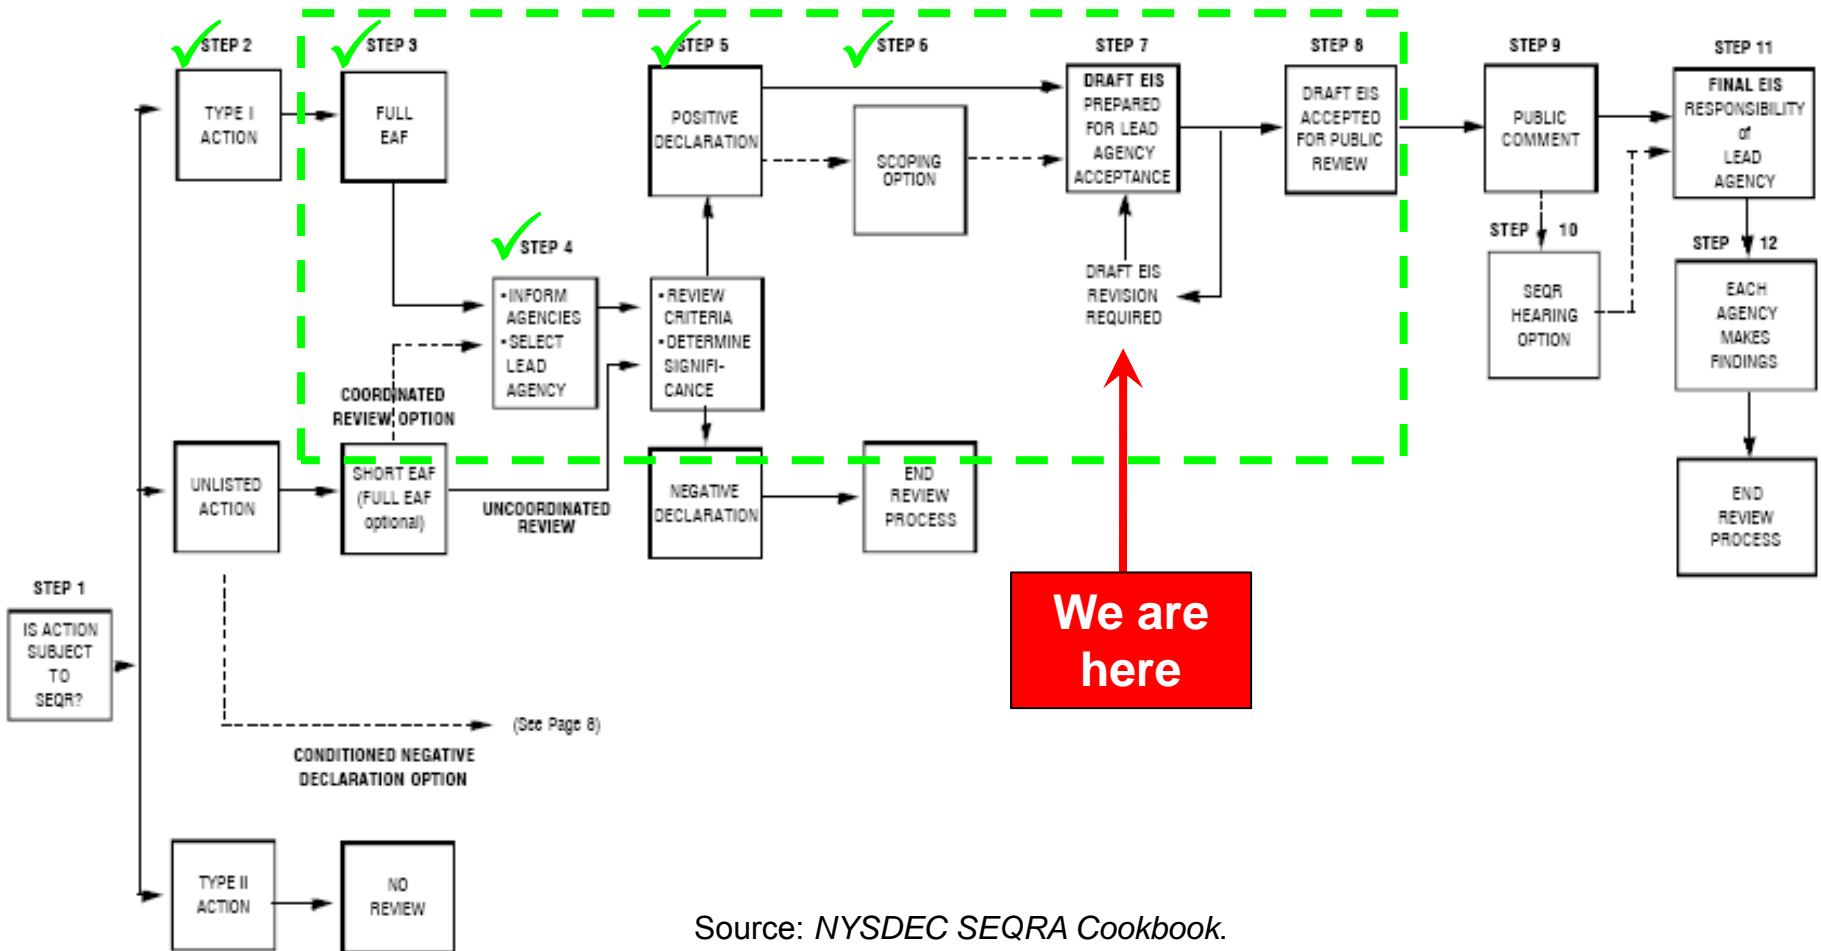 STEP 2
TYPE I
ACTION
STEP 3
FULL
EAF
STEP 4
•INFORM
AGENCIES
•SELECT
LEAD
AGENCY
STEP 5
POSITIVE
DECLARATION
•REVIEW
CRITERIA
•DETERMINE
SIGNIFI-
CANCE
STEP 6
SCOPING
OPTION
STEP 7
DRAFT EIS
PREPARED
FOR LEAD
AGENCY
ACCEPTANCE
DRAFT EIS
REVISION
REQUIRED
STEP 8
DRAFT EIS
ACCEPTED
FOR PUBLIC
REVIEW
STEP 9
PUBLIC
COMMENT
STEP 10
SEQR
HEARING
OPTION
STEP 11
FINAL EIS
RESPONSIBILITY
of
LEAD
AGENCY
STEP 12
EACH
AGENCY
MAKES
FINDINGS
END
REVIEW
PROCESS
COORDINATED
REVIEW OPTION
UNLISTED
ACTION
SHORT EAF
(FULL EAF
optional)
UNCOORDINATED
REVIEW
NEGATIVE
DECLARATION
END
REVIEW
PROCESS
We are
here
STEP 1
IS ACTION
SUBJECT
TO
SEQR?
(See Page 8)
CONDITIONED NEGATIVE
DECLARATION OPTION
TYPE II
ACTION
NO
REVIEW
Source: NYSDEC SEQRA Cookbook.